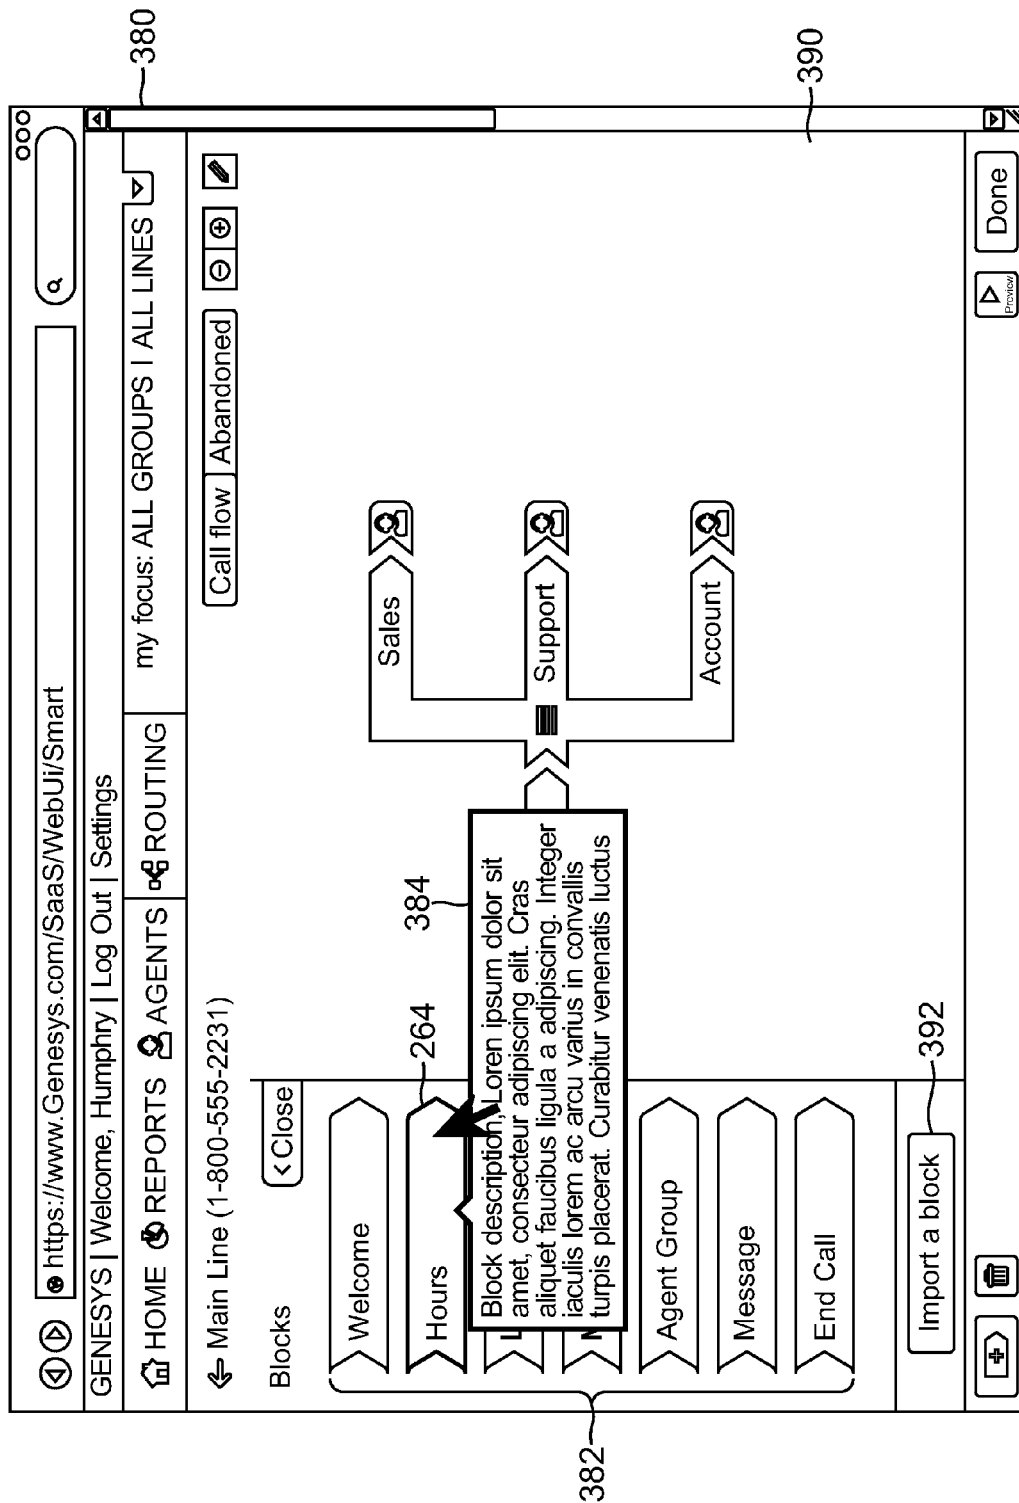 https://www.Genesys.com/SaaS/WebUi/Smart
GENESYS | Welcome, Humphry | Log Out | Settings
HOME REPORTS AGENTS ROUTING my focus: ALL GROUPS | ALL LINES
380
Main Line (1-800-555-2231)
Call flow Abandoned
Blocks
< Close
Welcome
Hours
264
384
Block description, Loren ipsum dolor sit
amet, consecteur adipiscing elit. Cras
aliquet faucibus ligula a adipiscing. Integer
iaculis lorem ac arcu varius in convallis
turpis placerat. Curabitur venenatis luctus
L
Agent Group
Message
End Call
382
Sales
Support
Account
390
Import a block
392
Preview
Done